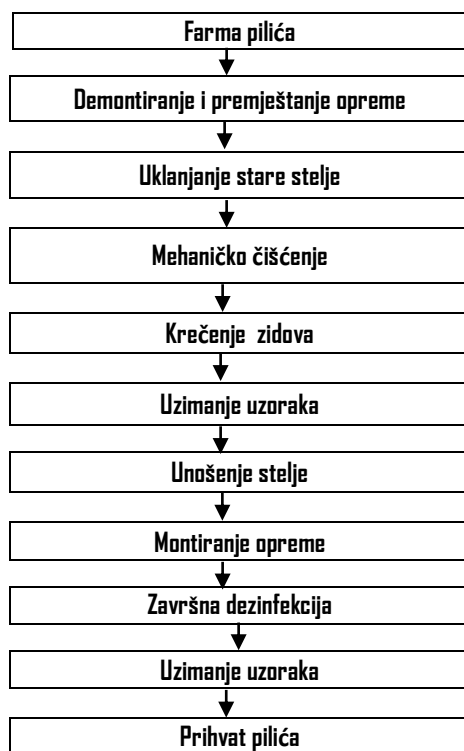 Farma pilića
Demontiranje i premještanje opreme
Uklanjanje stare stelje
Mehaničko čišćenje
Krečenje zidova
Uzimanje uzoraka
Unošenje stelje
Montiranje opreme
Završna dezinfekcija
Uzimanje uzoraka
Prihvat pilića